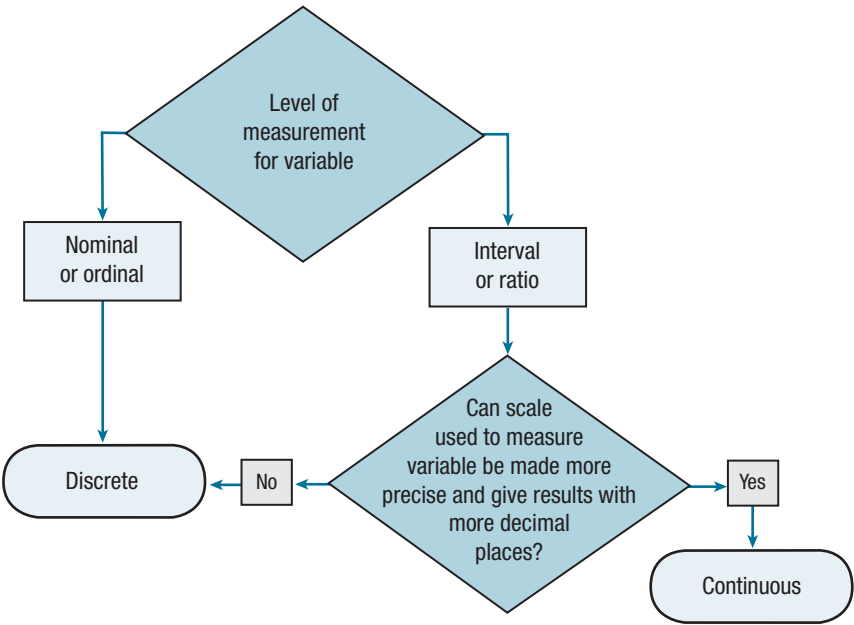 Level of
measurement
for variable
Nominal
or ordinal
Interval
or ratio
Can scale
used to measure
variable be made more
precise and give results with
more decimal
places?
Discrete
No
Yes
Continuous